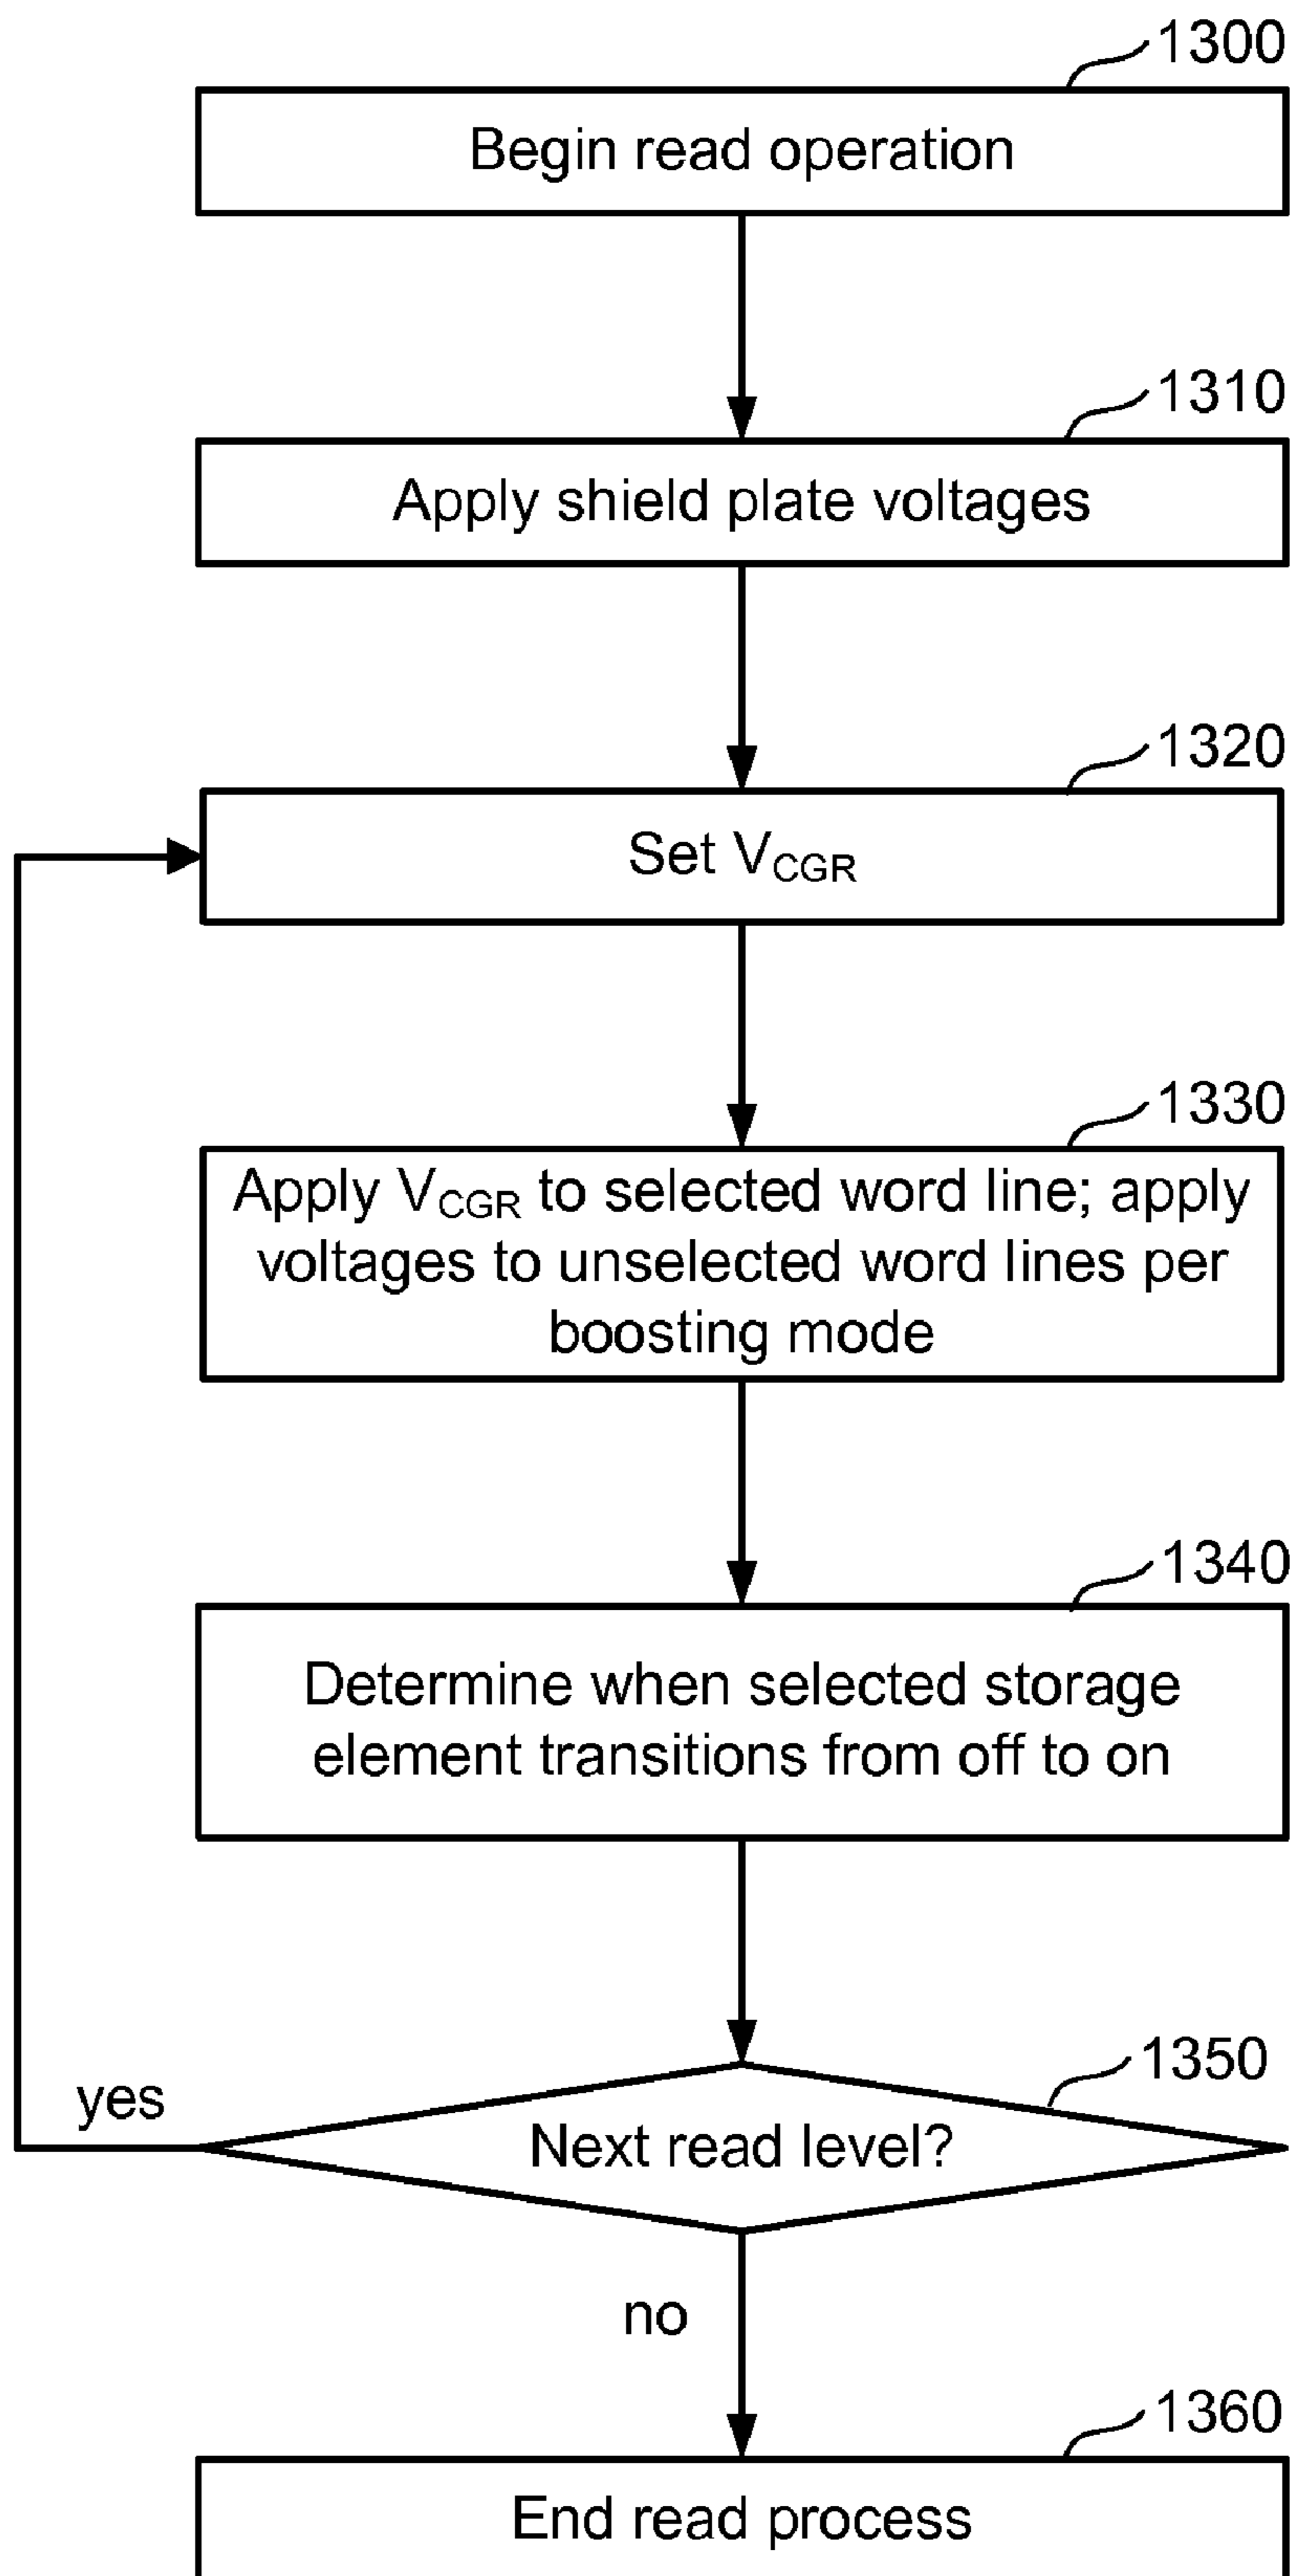 1300
Begin read operation
1310
Apply shield plate voltages
1320
Set VCGR
1330
Apply VCGR to selected word line; apply
voltages to unselected word lines per
boosting mode
1340
Determine when selected storage
element transitions from off to on
1350
yes
Next read level?
no
1360
End read process